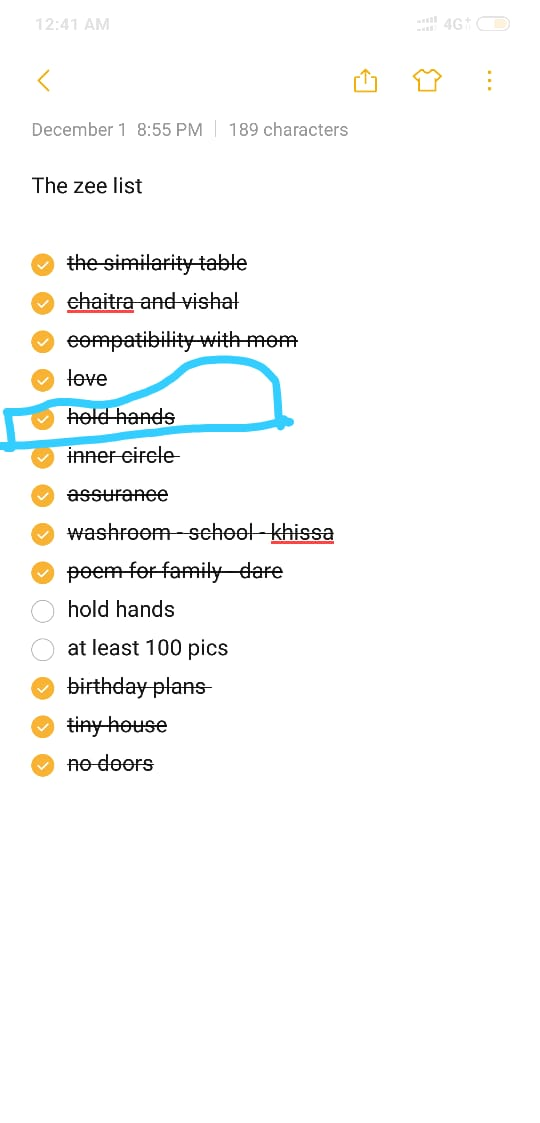 12:41 AM 4G+
December 1 8:55 PM | 189 characters
The zee list
the similarity table
chaitra and vishal
compatibility with mom
love
hold hands
inner circle
assurance
washroom - school - khissa
poem for family - dare
hold hands
at least 100 pics
birthday plans
tiny house
no doors